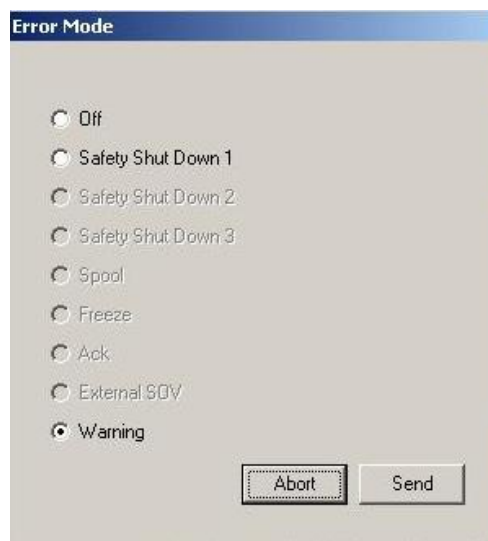 Error Mode
Off
Safety Shut Down 1
Safety Shut Down 2
Safety Shut Down 3
Spool
Freeze
Ack
External SOV
Warning
Abort Send